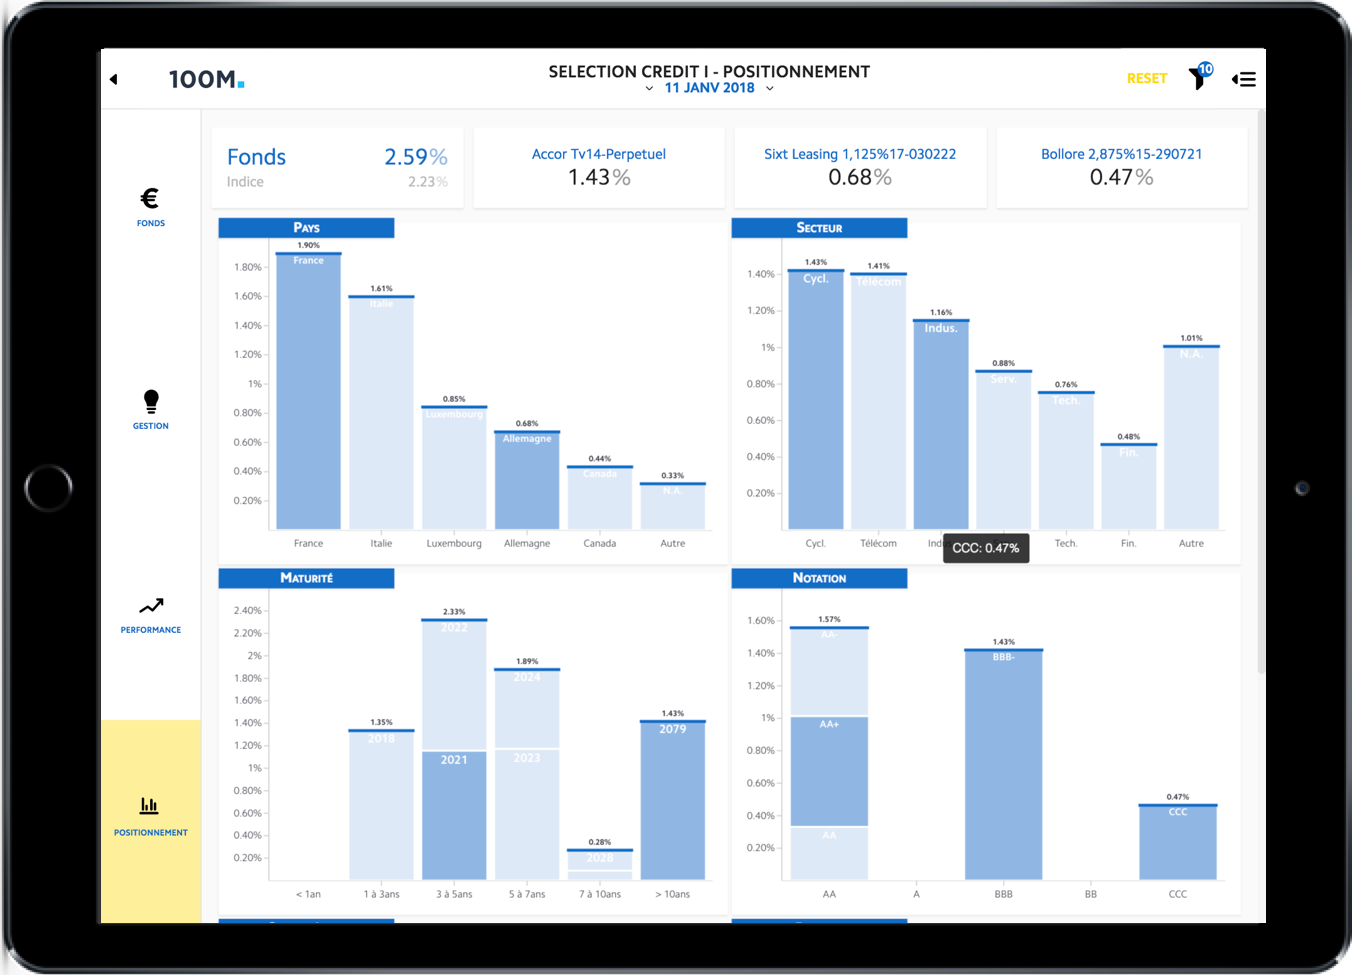 100M.
SELECTION CREDIT I - POSITIONNEMENT
11 JANV 2018
RESET
10
FONDS
GESTION
PERFORMANCE
POSITIONNEMENT
Fonds 2.59%
Indice 2.23%
Accor Tv14-Perpetuel
1.43%
Sixt Leasing 1,125%17-030222
0.68%
Bollore 2,875%15-290721
0.47%
PAYS
1.80%
1.60%
1.40%
1.20%
1%
0.80%
0.60%
0.40%
0.20%
1.90%
France
1.61%
Italie
0.85%
Luxembourg
0.68%
Allemagne
0.44%
Canada
0.33%
N.A.
France Italie Luxembourg Allemagne Canada Autre
SECTEUR
1.40%
1.20%
1%
0.80%
0.60%
0.40%
0.20%
1.43%
Cycl.
1.41%
Télécom
1.16%
Indus.
0.88%
Serv.
0.76%
Tech.
0.48%
Fin.
1.01%
N.A.
Cycl. Télécom Tech. Fin. Autre
CCC: 0.47%
MATURITÉ
2.40%
2.20%
2%
1.80%
1.60%
1.40%
1.20%
1%
0.80%
0.60%
0.40%
0.20%
1.35%
2018
2.33%
2022
2021
1.89%
2024
2023
0.28%
2028
1.43%
2079
< 1an 1 à 3ans 3 à 5ans 5 à 7ans 7 à 10ans > 10ans
NOTATION
1.60%
1.40%
1.20%
1%
0.80%
0.60%
0.40%
0.20%
1.57%
AA-
AA+
AA
1.43%
BBB-
0.47%
CCC
AA A BBB BB CCC